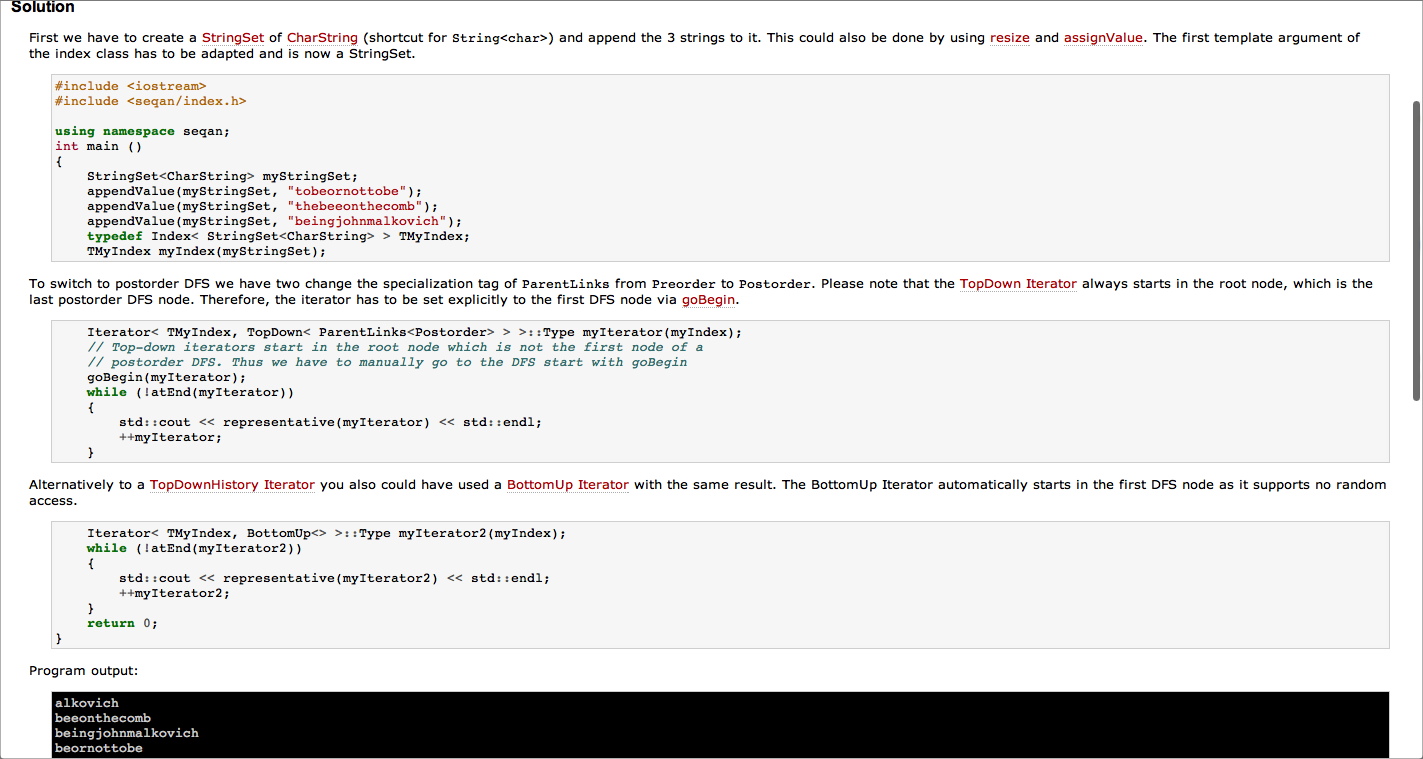 Solution
First we have to create a StringSet of CharString (shortcut for String<char>) and append the 3 strings to it. This could also be done by using resize and assignValue. The first template argument of
the index class has to be adapted and is now a StringSet.
#include <iostream>
#include <seqan/index.h>
using namespace seqan;
int main ()
{
    StringSet<CharString> myStringSet;
    appendValue(myStringSet, "tobeornottobe");
    appendValue(myStringSet, "thebeeonthecomb");
    appendValue(myStringSet, "beingjohnmalkovich");
    typedef Index< StringSet<CharString> > TMyIndex;
    TMyIndex myIndex(myStringSet);
To switch to postorder DFS we have two change the specialization tag of ParentLinks from Preorder to Postorder. Please note that the TopDown Iterator always starts in the root node, which is the
last postorder DFS node. Therefore, the iterator has to be set explicitly to the first DFS node via goBegin.
    Iterator< TMyIndex, TopDown< ParentLinks<Postorder> > >::Type myIterator(myIndex);
    // Top-down iterators start in the root node which is not the first node of a
    // postorder DFS. Thus we have to manually go to the DFS start with goBegin
    goBegin(myIterator);
    while (!atEnd(myIterator))
    {
        std::cout << representative(myIterator) << std::endl;
        ++myIterator;
    }
Alternatively to a TopDownHistory Iterator you also could have used a BottomUp Iterator with the same result. The BottomUp Iterator automatically starts in the first DFS node as it supports no random
access.
    Iterator< TMyIndex, BottomUp<> >::Type myIterator2(myIndex);
    while (!atEnd(myIterator2))
    {
        std::cout << representative(myIterator2) << std::endl;
        ++myIterator2;
    }
    return 0;
}
Program output:
alkovich
beeonthecomb
beingjohnmalkovich
beornottobe